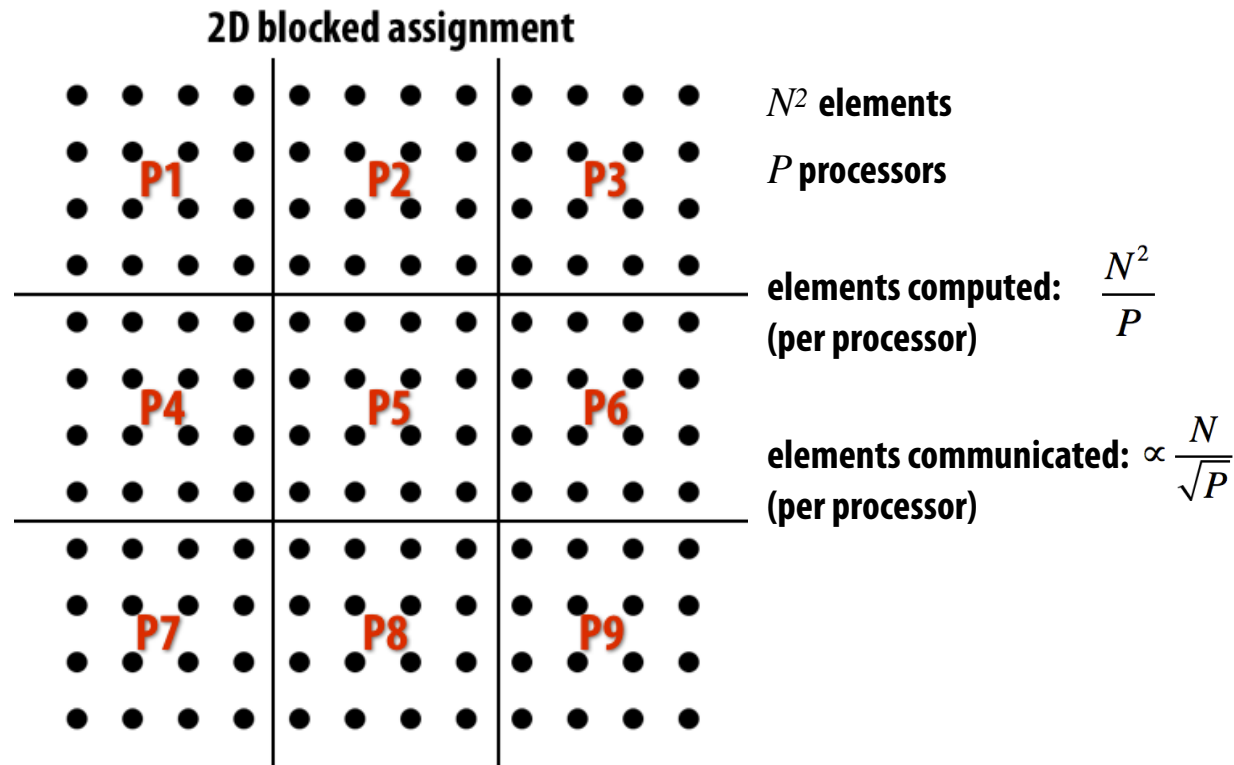 2D blocked assignment
P1
P2
P3
P4
P5
P6
P7
P8
P9
N² elements
P processors
elements computed: N²/P
(per processor)
elements communicated: ∝ N/√P
(per processor)